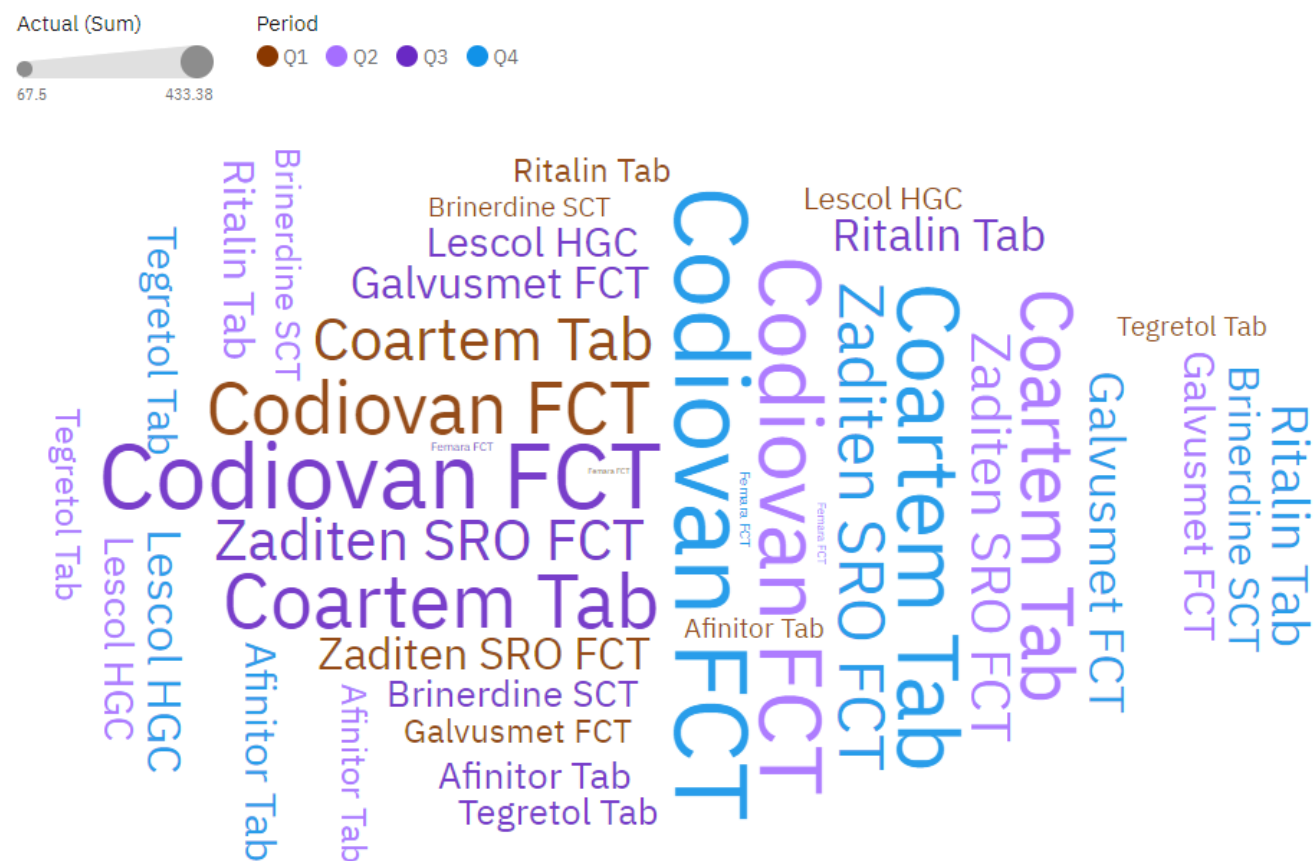 Actual (Sum)
67.5 433.38
Period
Q1 Q2 Q3 Q4
Ritalin Tab
Brinerdine SCT
Lescol HGC
Galvusmet FCT
Coartem Tab
Codiovan FCT
Femara FCT
Codiovan FCT
Femara FCT
Zaditen SRO FCT
Coartem Tab
Zaditen SRO FCT
Brinerdine SCT
Galvusmet FCT
Afinitor Tab
Tegretol Tab
Tegretol Tab
Lescol HGC
Tegretol Tab
Lescol HGC
Ritalin Tab
Brinerdine SCT
Afinitor Tab
Afinitor Tab
Codiovan FCT
Femara FCT
Codiovan FCT
Femara FCT
Afinitor Tab
Lescol HGC
Ritalin Tab
Zaditen SRO FCT
Coartem Tab
Zaditen SRO FCT
Coartem Tab
Galvusmet FCT
Tegretol Tab
Galvusmet FCT
Brinerdine SCT
Ritalin Tab